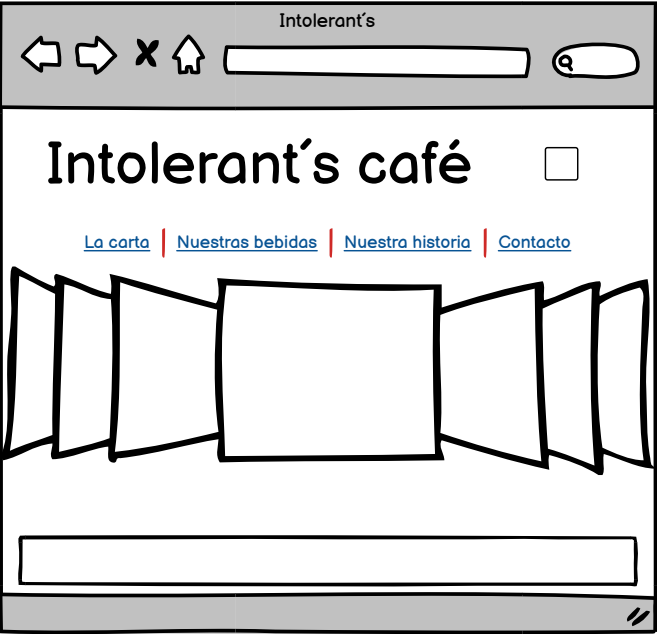 Intolerant´s
Intolerant´s café
La carta | Nuestras bebidas | Nuestra historia | Contacto